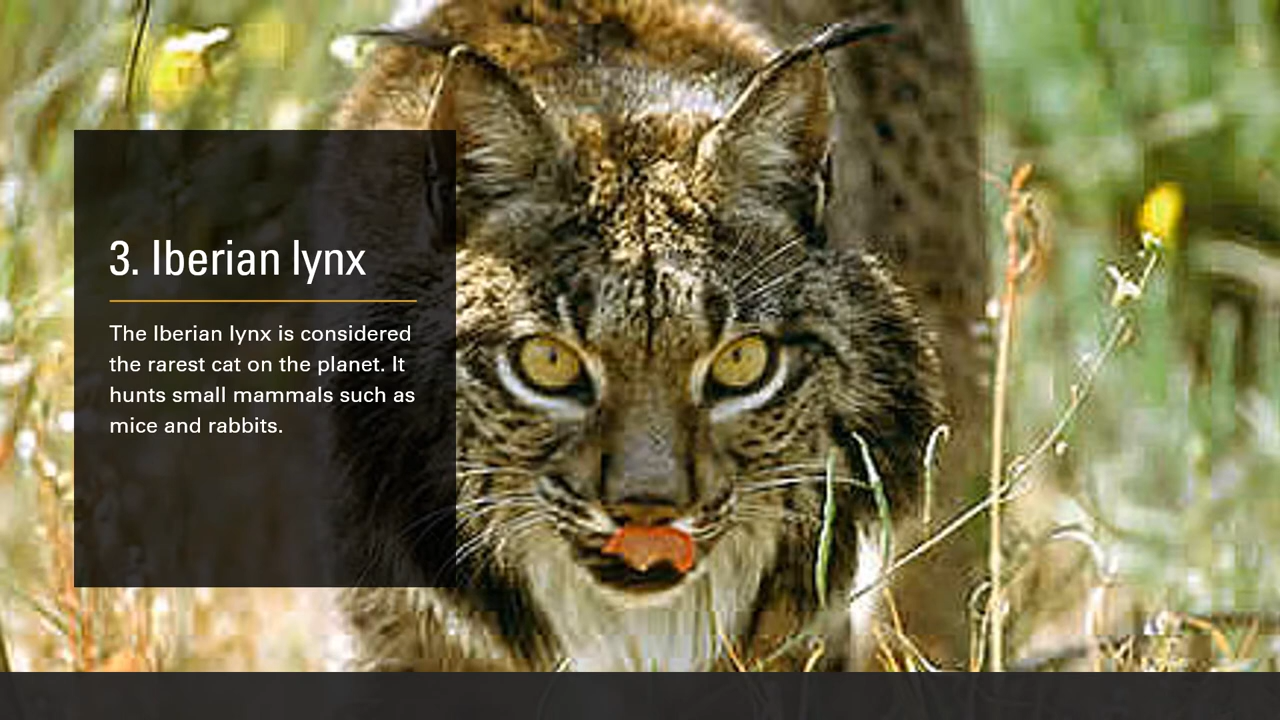 3. Iberian lynx
The Iberian lynx is considered
the rarest cat on the planet. It
hunts small mammals such as
mice and rabbits.